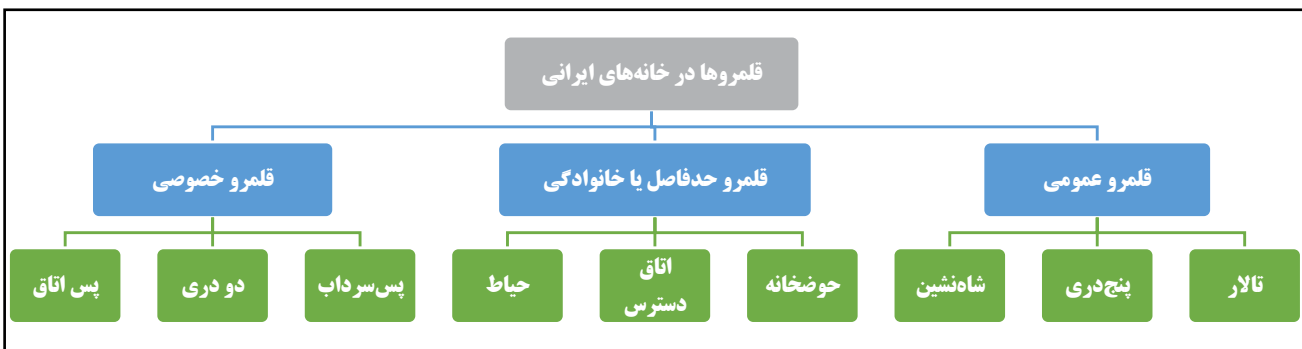 قلمروها در خانه‌های ایرانی
قلمرو عمومی
قلمرو حدفاصل یا خانوادگی
قلمرو خصوصی
تالار
پنج‌دری
شاه‌نشین
حوضخانه
اتاق
دسترس
حیاط
پس‌سرداب
دو دری
پس اتاق